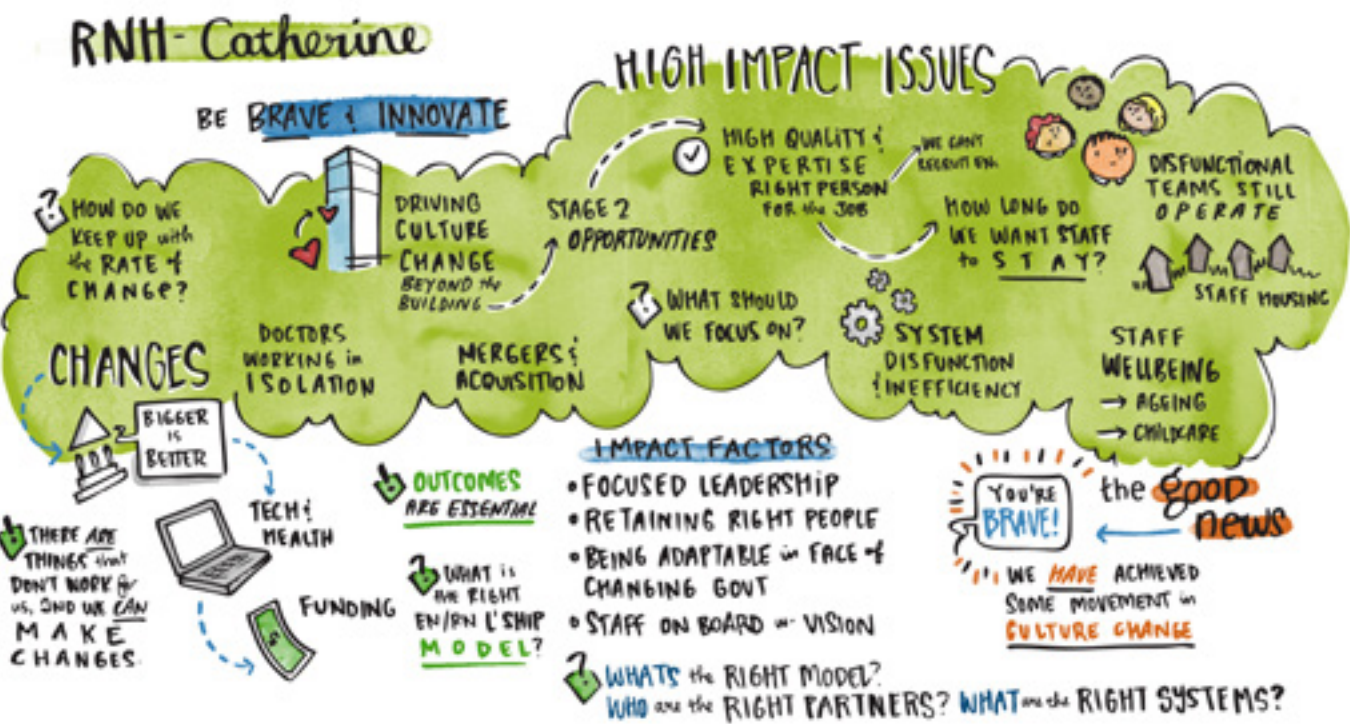 RNH - Catherine
BE BRAVE & INNOVATE
HIGH IMPACT ISSUES
? HOW DO WE
KEEP UP with
the RATE of
CHANGE?
DRIVING
CULTURE
CHANGE
BEYOND the
BUILDING
STAGE 2
OPPORTUNITIES
HIGH QUALITY &
EXPERTISE
RIGHT PERSON
FOR the JOB
WE CANT
RECRUIT EN.
HOW LONG DO
WE WANT STAFF
to STAY?
DISFUNCTIONAL
TEAMS STILL
OPERATE
STAFF HOUSING
? WHAT SHOULD
WE FOCUS ON?
CHANGES
DOCTORS
WORKING in
ISOLATION
MERGERS &
ACQUISITION
SYSTEM
DISFUNCTION
& INEFFICIENCY
STAFF
WELLBEING
→ AGEING
→ CHILDCARE
BIGGER
IS
BETTER
TECH &
HEALTH
$
FUNDING
! THERE ARE
THINGS that
DON'T WORK for
us, AND WE CAN
MAKE
CHANGES.
! OUTCOMES
ARE ESSENTIAL
? WHAT is
the RIGHT
EN/RN L'SHIP
MODEL?
IMPACT FACTORS
• FOCUSED LEADERSHIP
• RETAINING RIGHT PEOPLE
• BEING ADAPTABLE in FACE of
CHANGING GOVT
• STAFF ON BOARD w- VISION
? WHATS the RIGHT MODEL?
WHO are the RIGHT PARTNERS? WHAT are the RIGHT SYSTEMS?
YOU'RE
BRAVE!
the good
news
WE HAVE ACHIEVED
SOME MOVEMENT in
CULTURE CHANGE